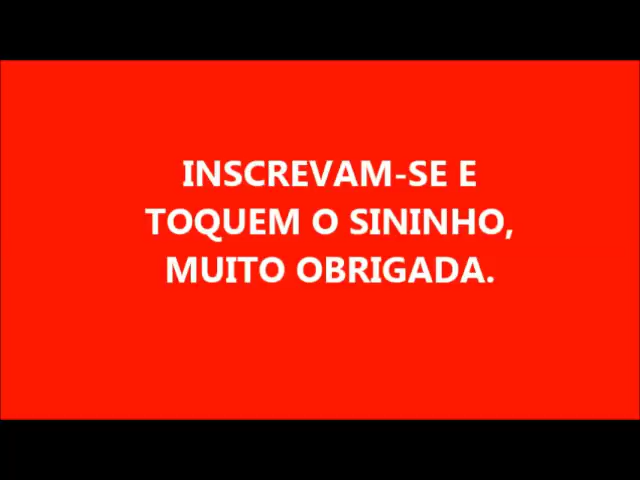 INSCREVAM-SE E
TOQUEM O SININHO,
MUITO OBRIGADA.